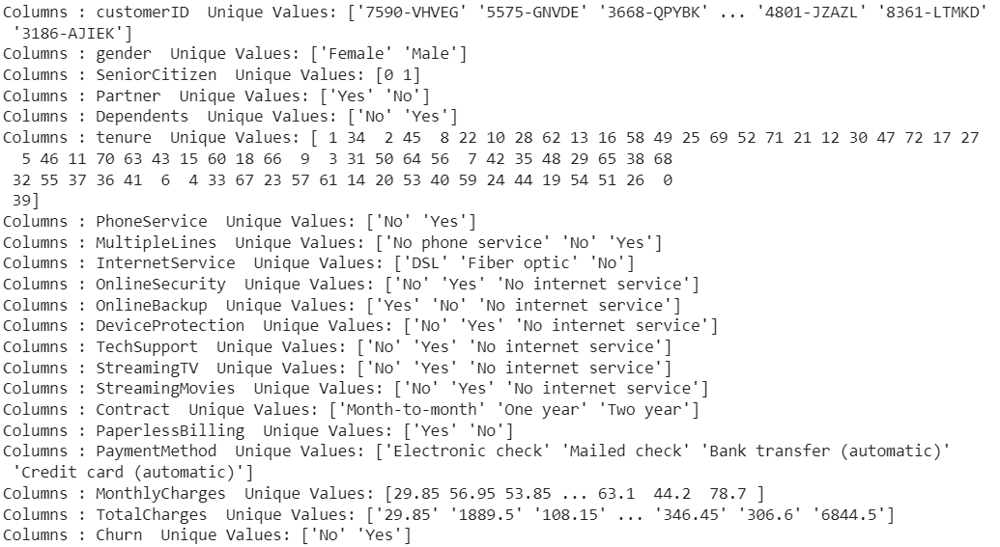 Columns : customerID  Unique Values: ['7590-VHVEG' '5575-GNVDE' '3668-QPYBK' ... '4801-JZAZL' '8361-LTMKD'
 '3186-AJIEK']
Columns : gender  Unique Values: ['Female' 'Male']
Columns : SeniorCitizen  Unique Values: [0 1]
Columns : Partner  Unique Values: ['Yes' 'No']
Columns : Dependents  Unique Values: ['No' 'Yes']
Columns : tenure  Unique Values: [ 1 34  2 45  8 22 10 28 62 13 16 58 49 25 69 52 71 21 12 30 47 72 17 27
  5 46 11 70 63 43 15 60 18 66  9  3 31 50 64 56  7 42 35 48 29 65 38 68
 32 55 37 36 41  6  4 33 67 23 57 61 14 20 53 40 59 24 44 19 54 51 26  0
 39]
Columns : PhoneService  Unique Values: ['No' 'Yes']
Columns : MultipleLines  Unique Values: ['No phone service' 'No' 'Yes']
Columns : InternetService  Unique Values: ['DSL' 'Fiber optic' 'No']
Columns : OnlineSecurity  Unique Values: ['No' 'Yes' 'No internet service']
Columns : OnlineBackup  Unique Values: ['Yes' 'No' 'No internet service']
Columns : DeviceProtection  Unique Values: ['No' 'Yes' 'No internet service']
Columns : TechSupport  Unique Values: ['No' 'Yes' 'No internet service']
Columns : StreamingTV  Unique Values: ['No' 'Yes' 'No internet service']
Columns : StreamingMovies  Unique Values: ['No' 'Yes' 'No internet service']
Columns : Contract  Unique Values: ['Month-to-month' 'One year' 'Two year']
Columns : PaperlessBilling  Unique Values: ['Yes' 'No']
Columns : PaymentMethod  Unique Values: ['Electronic check' 'Mailed check' 'Bank transfer (automatic)'
 'Credit card (automatic)']
Columns : MonthlyCharges  Unique Values: [29.85 56.95 53.85 ... 63.1  44.2  78.7 ]
Columns : TotalCharges  Unique Values: ['29.85' '1889.5' '108.15' ... '346.45' '306.6' '6844.5']
Columns : Churn  Unique Values: ['No' 'Yes']